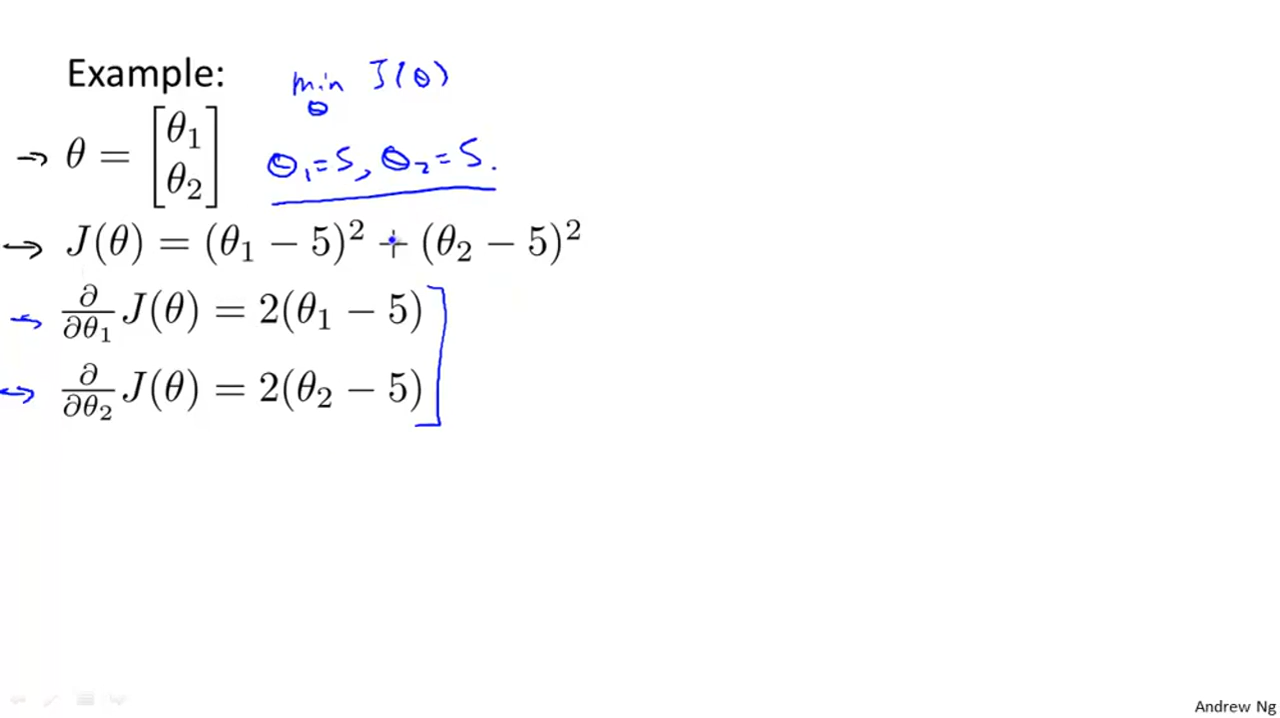 Example: min J(θ)
θ
→ θ = [θ₁ θ₂] θ₁=5, θ₂=5.
→ J(θ) = (θ₁ − 5)² + (θ₂ − 5)²
→ ∂/∂θ₁ J(θ) = 2(θ₁ − 5)
→ ∂/∂θ₂ J(θ) = 2(θ₂ − 5)
Andrew Ng